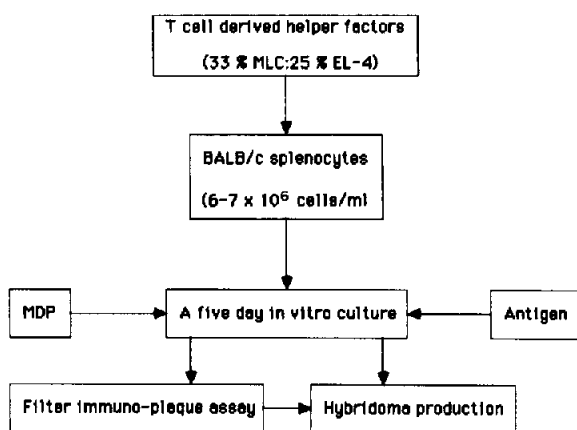 T cell derived helper factors
(33 % MLC:25 % EL-4)
BALB/c splenocytes
(6-7 x 10⁶ cells/ml
MDP
A five day in vitro culture
Antigen
Filter immuno-plaque assay
Hybridoma production